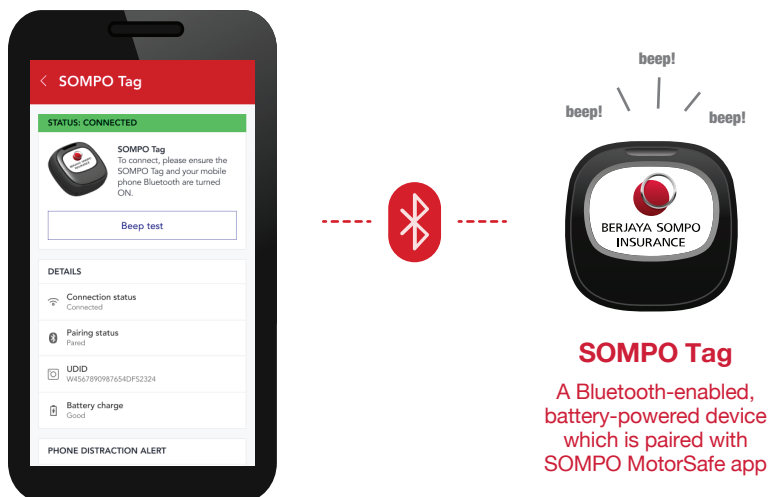 SOMPO Tag
STATUS: CONNECTED
SOMPO Tag
To connect, please ensure the
SOMPO Tag and your mobile
phone Bluetooth are turned
ON.
Beep test
DETAILS
Connection status
Connected
Pairing status
Pared
UDID
W4567890987654DFS2324
Battery charge
Good
PHONE DISTRACTION ALERT
beep!
beep!
beep!
BERJAYA SOMPO
INSURANCE
SOMPO Tag
A Bluetooth-enabled,
battery-powered device
which is paired with
SOMPO MotorSafe app